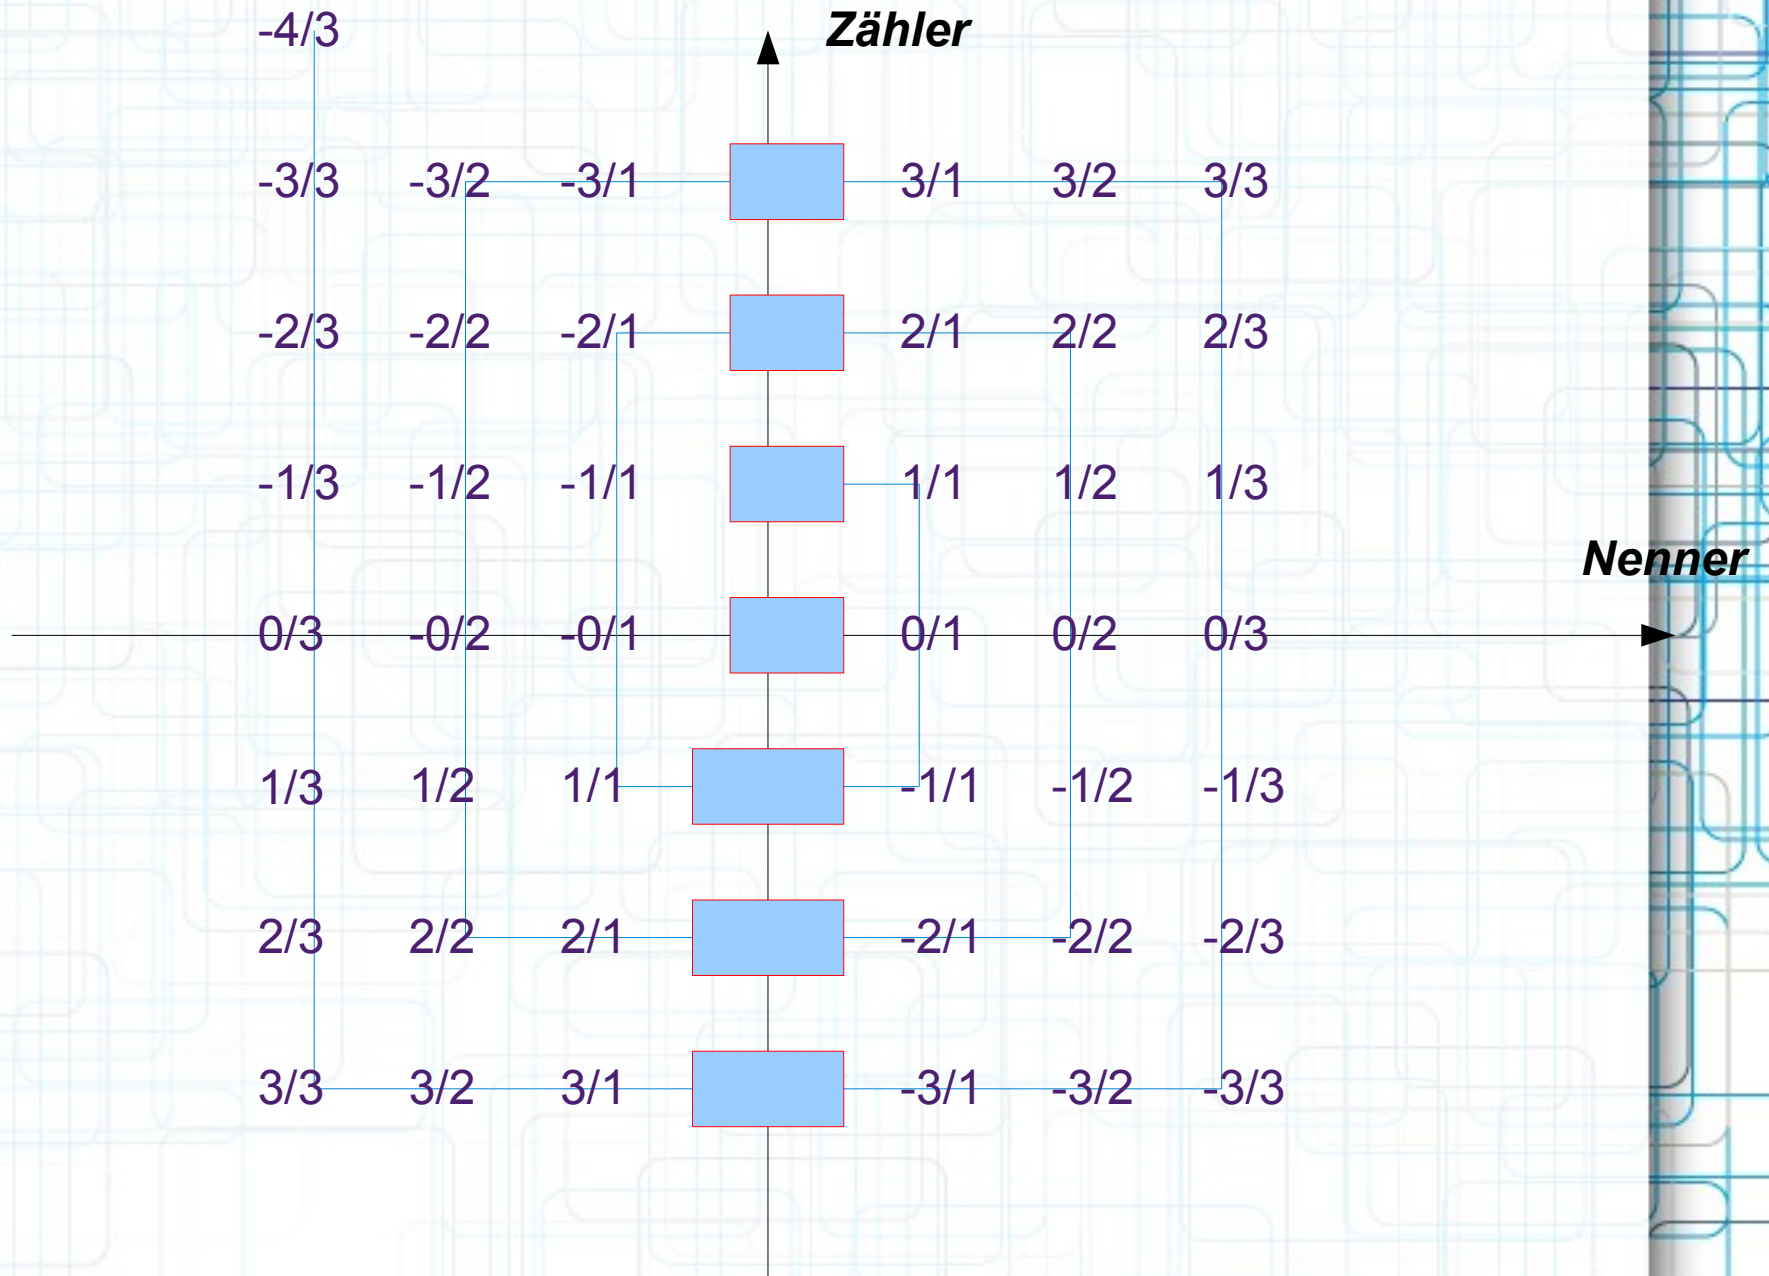 -4/3 Zähler
-3/3 -3/2 -3/1 3/1 3/2 3/3
-2/3 -2/2 -2/1 2/1 2/2 2/3
-1/3 -1/2 -1/1 1/1 1/2 1/3
Nenner
0/3 -0/2 -0/1 0/1 0/2 0/3
1/3 1/2 1/1 -1/1 -1/2 -1/3
2/3 2/2 2/1 -2/1 -2/2 -2/3
3/3 3/2 3/1 -3/1 -3/2 -3/3